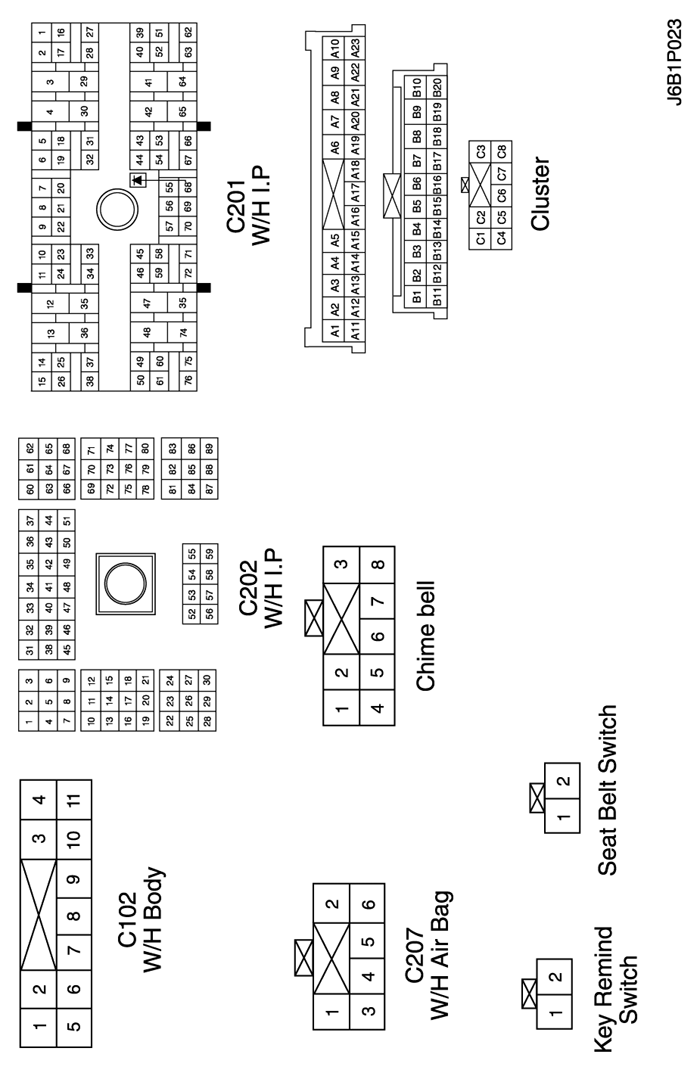 1 2 3 4
5 6 7 8 9 10 11
C102
W/H Body
1 2 3
4 5 6
7 8 9
10 11 12
13 14 15
16 17 18
19 20 21
22 23 24
25 26 27
28 29 30
31 32 33 34 35 36 37
38 39 40 41 42 43 44
45 46 47 48 49 50 51
52 53 54 55
56 57 58 59
60 61 62
63 64 65
66 67 68
69 70 71
72 73 74
75 76 77
78 79 80
81 82 83
84 85 86
87 88 89
C202
W/H I.P
15 14 13 12 11 10 9 8 7 6 5 4 3 2 1
26 25 24 23 22 21 20 19 18 17 16
38 37 36 35 34 33 32 31 30 29 28 27
50 49 48 47 46 45 44 43 42 41 40 39
61 60 59 58 57 56 55 54 53 52 51
76 75 74 35 72 71 70 69 68 67 66 65 64 63 62
C201
W/H I.P
1 2
3 4 5 6
C207
W/H Air Bag
1 2 3
4 5 6 7 8
Chime bell
A1 A2 A3 A4 A5 A6 A7 A8 A9 A10
A11 A12 A13 A14 A15 A16 A17 A18 A19 A20 A21 A22 A23
B1 B2 B3 B4 B5 B6 B7 B8 B9 B10
B11 B12 B13 B14 B15 B16 B17 B18 B19 B20
C1 C2 C3
C4 C5 C6 C7 C8
Cluster
1 2
Key Remind
Switch
1 2
Seat Belt Switch
J6B1P023